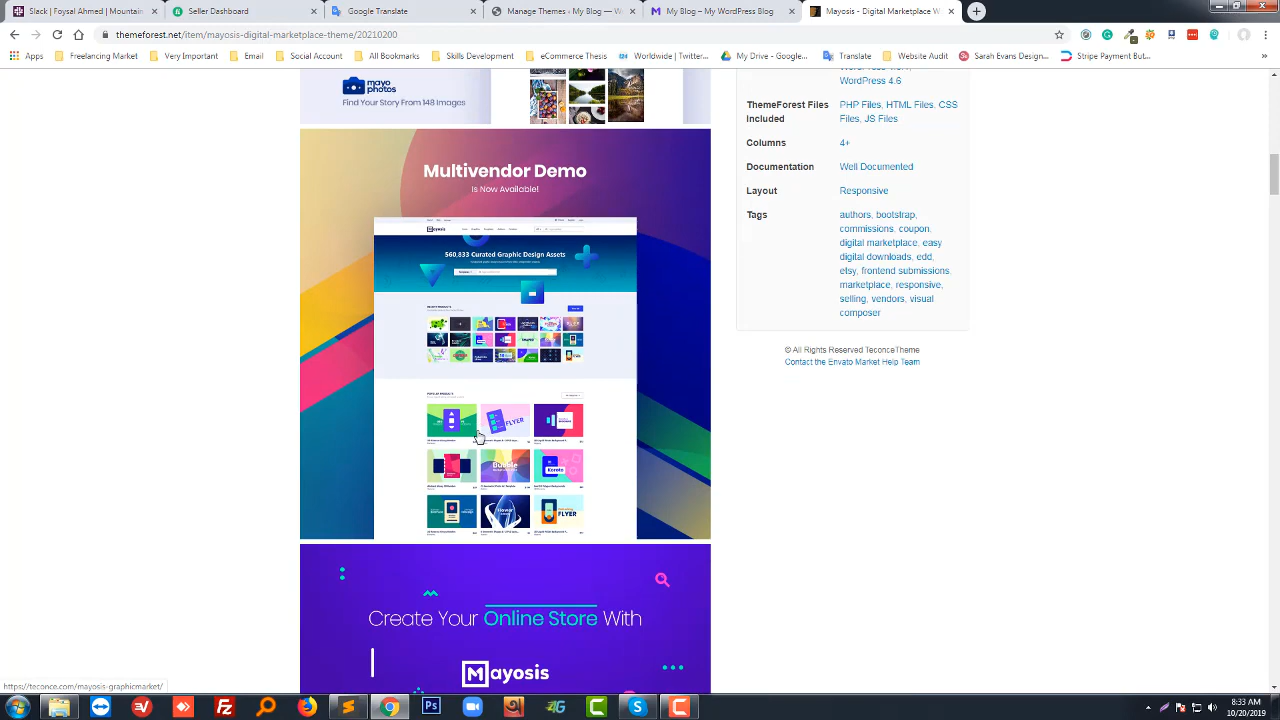 Slack | Foysal Ahmed | Mountain
Seller Dashboard
Google Translate
Manage Themes ‹ My Blog — W
My Blog – My WordPress Blog
Mayosis - Digital Marketplace W
themeforest.net/item/mayosis-digital-marketplace-theme/20210200
Apps
Freelancing Market
Very Important
Email
Social Account
Bookmarks
Skills Development
eCommerce Thesis
Worldwide | Twitter...
My Drive - Google...
Translate
Website Audit
Sarah Evans Design...
Stripe Payment But...
mayo
photos
Find Your Story From 148 Images
WordPress 4.6
ThemeForest Files
Included
PHP Files, HTML Files, CSS
Files, JS Files
Columns
4+
Documentation
Well Documented
Layout
Responsive
Tags
authors, bootstrap,
commissions, coupon,
digital marketplace, easy
digital downloads, edd,
etsy, frontend submissions,
marketplace, responsive,
selling, vendors, visual
composer
© All Rights Reserved TeconceTheme
Contact the Envato Market Help Team
Multivendor Demo
Is Now Available!
Mayosis
560,833 Curated Graphic Design Assets
FLYER
Bubble
Koroto
Flower
FLYER
Create Your Online Store With
Mayosis
https://teconce.com/mayosis-graphicmarket/
8:33 AM
10/20/2019